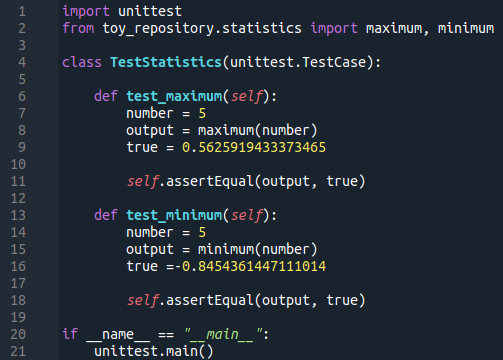 1 import unittest
2 from toy_repository.statistics import maximum, minimum
3
4 class TestStatistics(unittest.TestCase):
5
6     def test_maximum(self):
7         number = 5
8         output = maximum(number)
9         true = 0.5625919433373465
10
11         self.assertEqual(output, true)
12
13     def test_minimum(self):
14         number = 5
15         output = minimum(number)
16         true =-0.8454361447111014
17
18         self.assertEqual(output, true)
19
20 if __name__ == "__main__":
21     unittest.main()